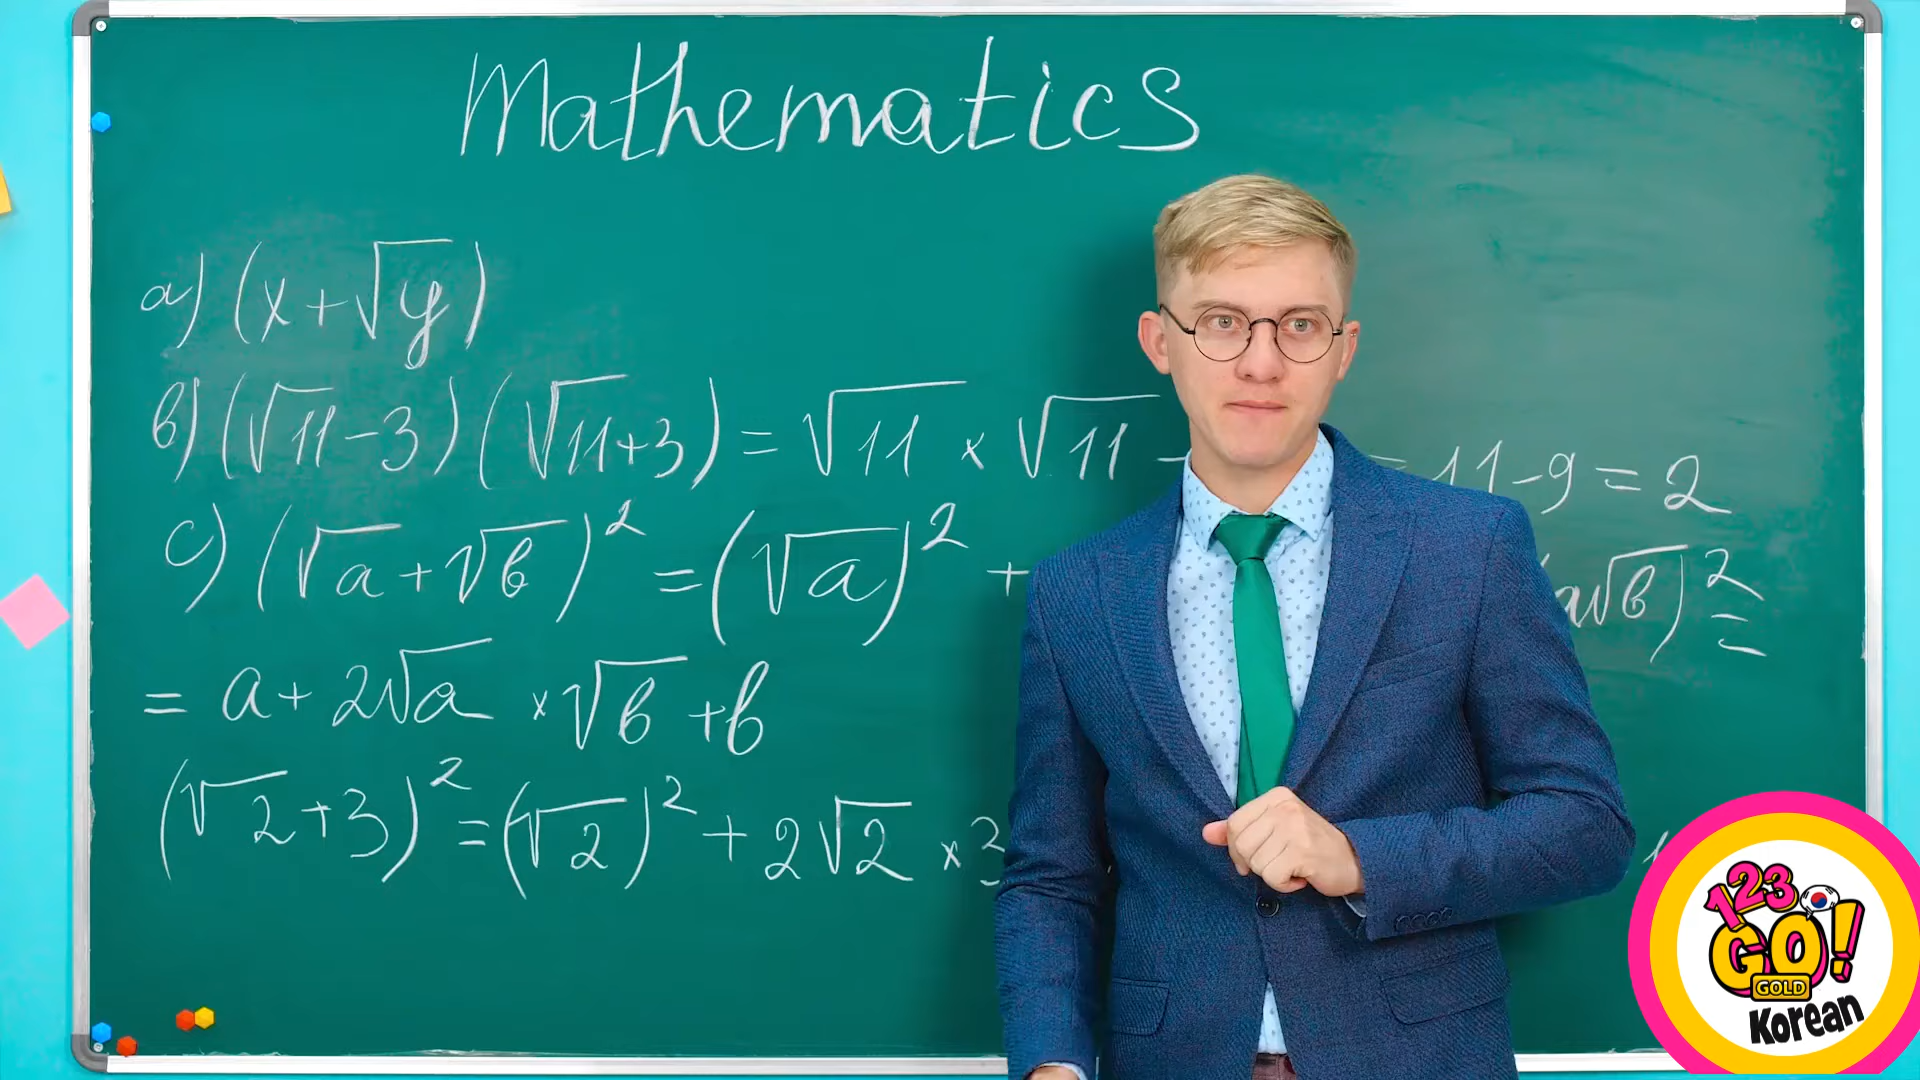 Mathematics
a) (x+√y)
в) (√11-3)(√11+3) = √11 × √11 - = 11-9=2
c) (√a+√в)² = (√a)² + a√в)² =
= a + 2√a × √в + в
(√2+3)² = (√2)² + 2√2 × 3
123
GO!
GOLD
Korean